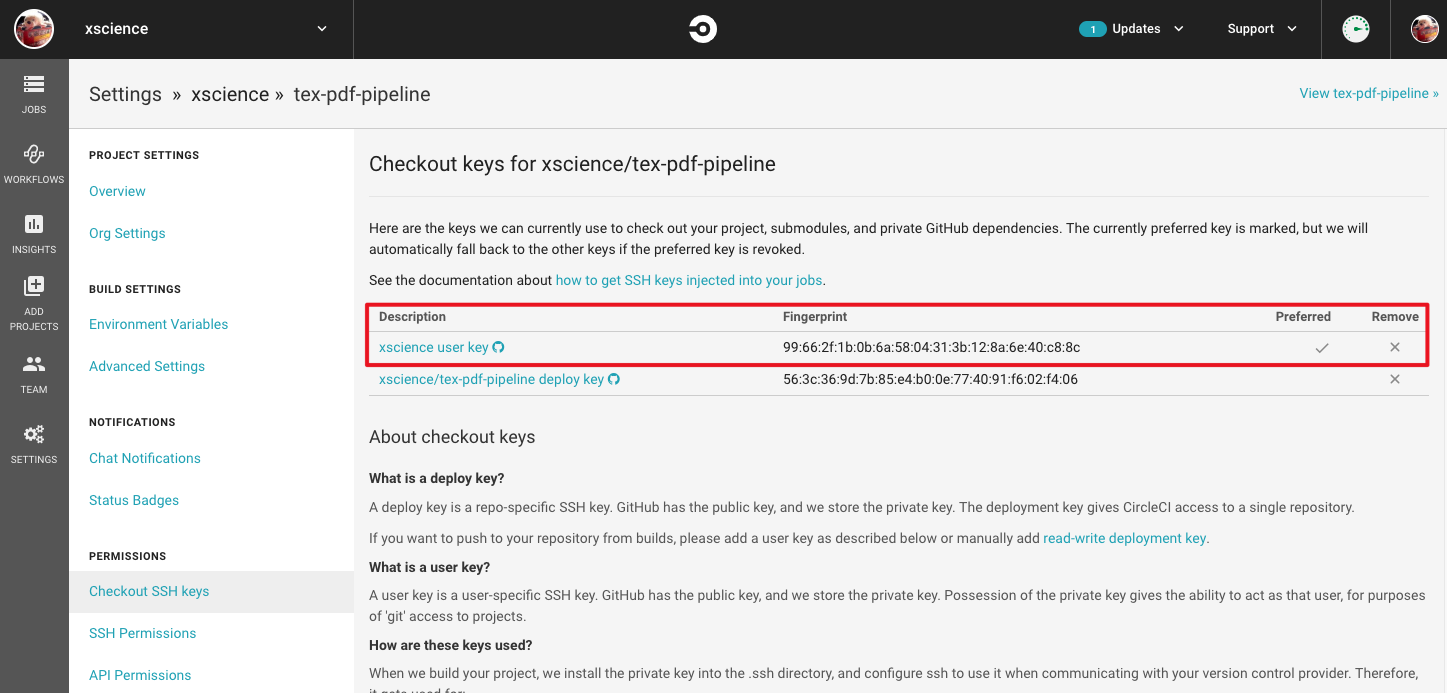 xscience
1 Updates
Support
JOBS
WORKFLOWS
INSIGHTS
ADD
PROJECTS
TEAM
SETTINGS
Settings » xscience » tex-pdf-pipeline
View tex-pdf-pipeline »
PROJECT SETTINGS
Overview
Org Settings
BUILD SETTINGS
Environment Variables
Advanced Settings
NOTIFICATIONS
Chat Notifications
Status Badges
PERMISSIONS
Checkout SSH keys
SSH Permissions
API Permissions
Checkout keys for xscience/tex-pdf-pipeline
Here are the keys we can currently use to check out your project, submodules, and private GitHub dependencies. The currently preferred key is marked, but we will
automatically fall back to the other keys if the preferred key is revoked.
See the documentation about how to get SSH keys injected into your jobs.
Description Fingerprint Preferred Remove
xscience user key 99:66:2f:1b:0b:6a:58:04:31:3b:12:8a:6e:40:c8:8c
xscience/tex-pdf-pipeline deploy key 56:3c:36:9d:7b:85:e4:b0:0e:77:40:91:f6:02:f4:06
About checkout keys
What is a deploy key?
A deploy key is a repo-specific SSH key. GitHub has the public key, and we store the private key. The deployment key gives CircleCI access to a single repository.
If you want to push to your repository from builds, please add a user key as described below or manually add read-write deployment key.
What is a user key?
A user key is a user-specific SSH key. GitHub has the public key, and we store the private key. Possession of the private key gives the ability to act as that user, for purposes
of 'git' access to projects.
How are these keys used?
When we build your project, we install the private key into the .ssh directory, and configure ssh to use it when communicating with your version control provider. Therefore,
it gets used for: